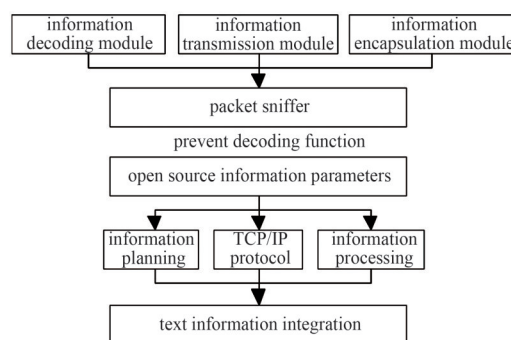 information decoding module
information transmission module
information encapsulation module
packet sniffer
prevent decoding function
open source information parameters
information planning
TCP/IP protocol
information processing
text information integration